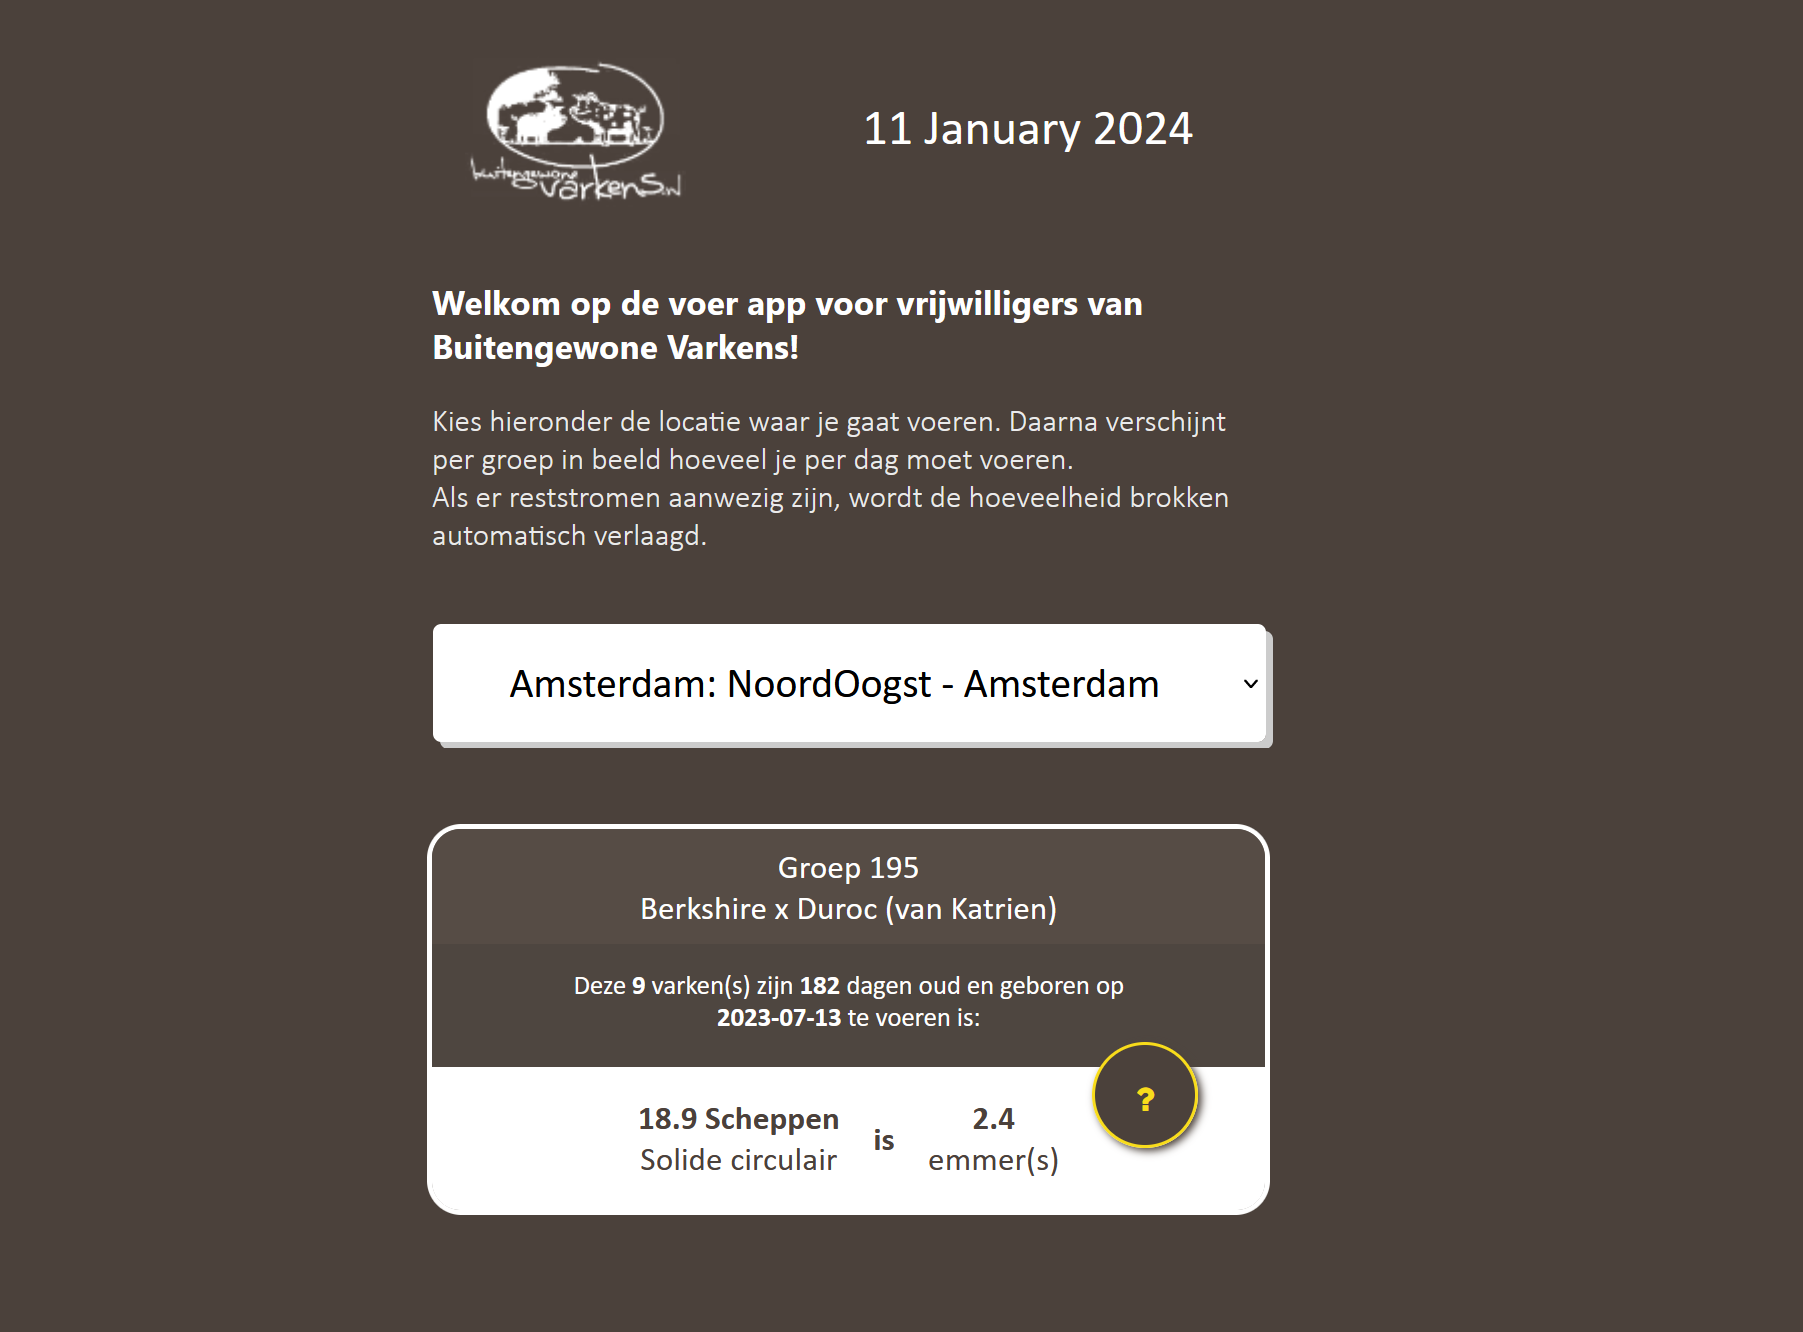 buitengewone
varkens.nl
11 January 2024
Welkom op de voer app voor vrijwilligers van
Buitengewone Varkens!
Kies hieronder de locatie waar je gaat voeren. Daarna verschijnt
per groep in beeld hoeveel je per dag moet voeren.
Als er reststromen aanwezig zijn, wordt de hoeveelheid brokken
automatisch verlaagd.
Amsterdam: NoordOogst - Amsterdam
Groep 195
Berkshire x Duroc (van Katrien)
Deze 9 varken(s) zijn 182 dagen oud en geboren op
2023-07-13 te voeren is:
?
18.9 Scheppen
Solide circulair
is
2.4
emmer(s)